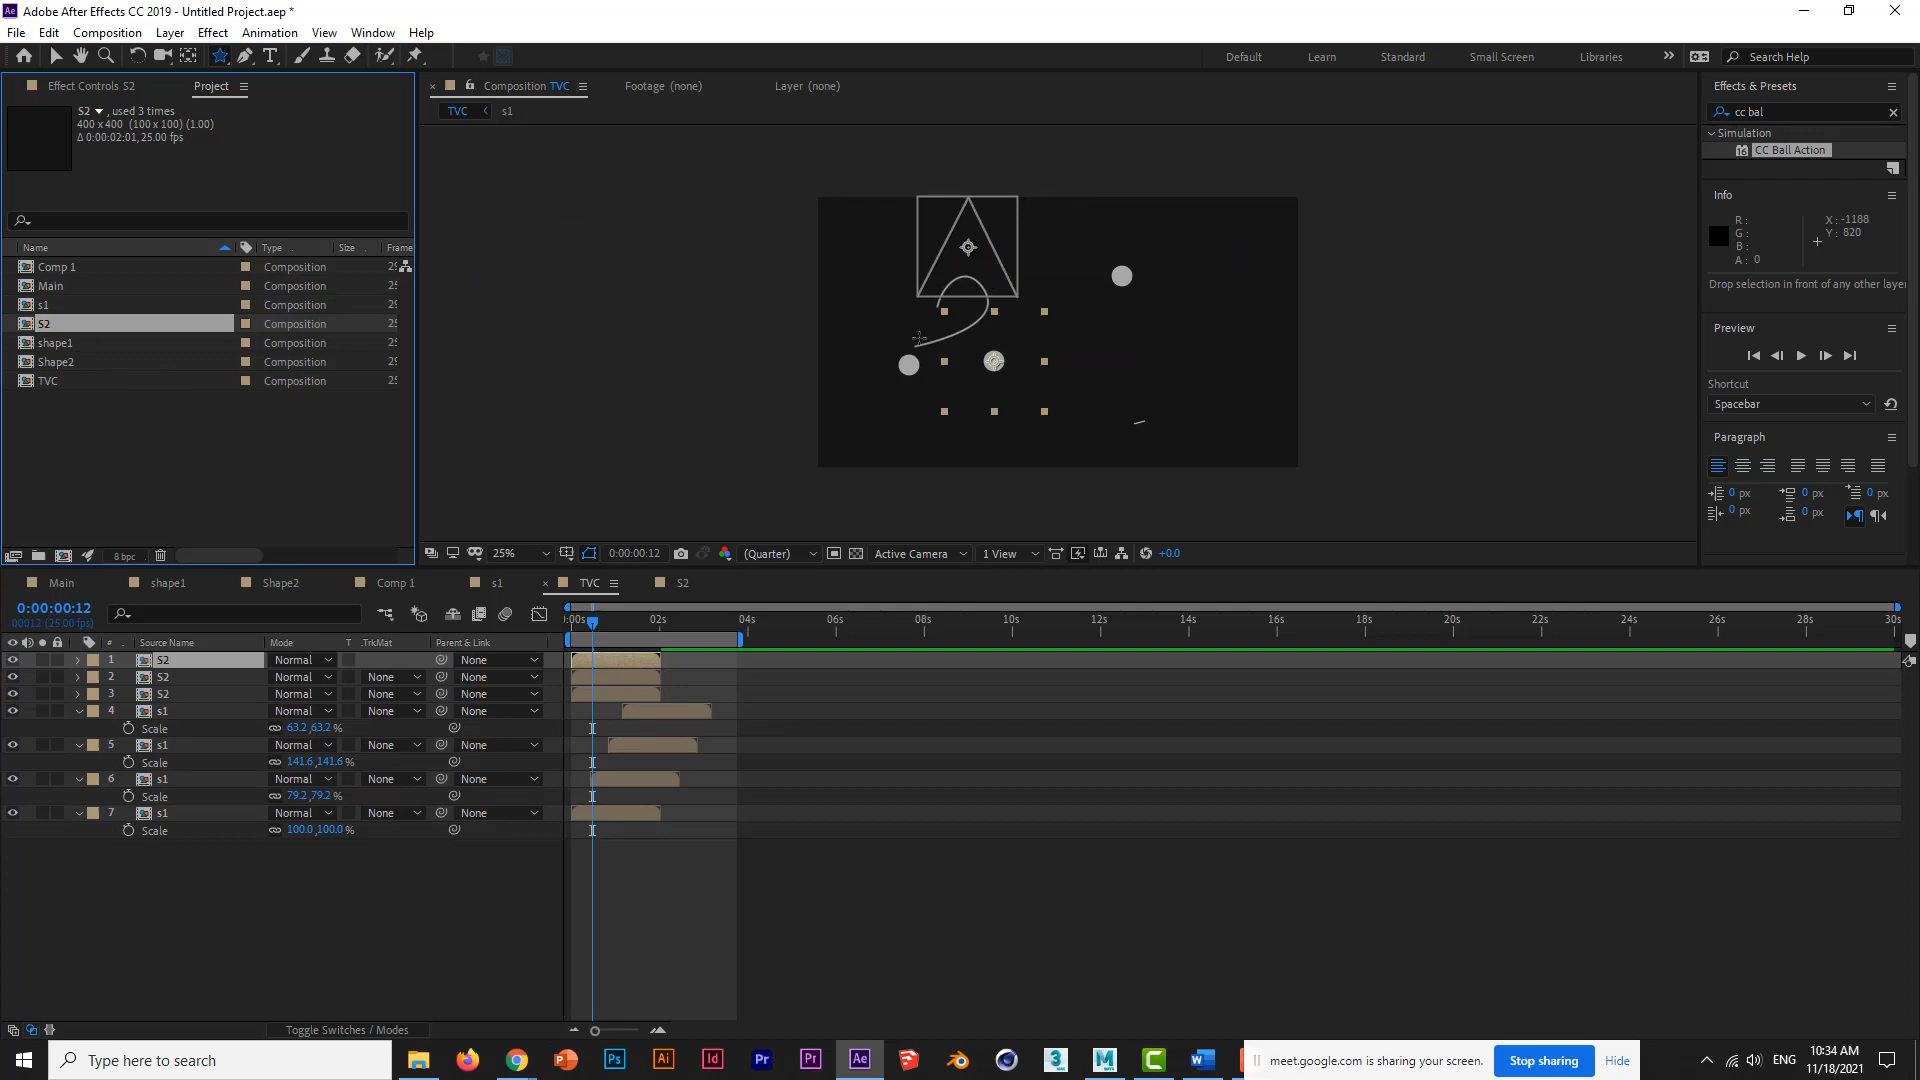 Adobe After Effects CC 2019 - Untitled Project.aep *
File Edit Composition Layer Effect Animation View Window Help
Default Learn Standard Small Screen Libraries Search Help
Effect Controls S2 Project
S2 , used 3 times
400 x 400 (100 x 100) (1.00)
Δ 0:00:02:01, 25.00 fps
Name Type Size Frame
Comp 1 Composition 29
Main Composition 25
s1 Composition 29
S2 Composition 25
shape1 Composition 25
Shape2 Composition 25
TVC Composition 25
8 bpc
Composition TVC Footage (none) Layer (none)
TVC s1
25% 0:00:00:12 (Quarter) Active Camera 1 View +0.0
Effects & Presets
cc bal
Simulation
CC Ball Action
Info
R :
G :
B :
A : 0
X : -1188
Y : 820
Drop selection in front of any other layer
Preview
Shortcut
Spacebar
Paragraph
0 px 0 px 0 px
0 px 0 px
Main shape1 Shape2 Comp 1 s1 TVC S2
0:00:00:12
00012 (25.00 fps)
:00s 02s 04s 06s 08s 10s 12s 14s 16s 18s 20s 22s 24s 26s 28s 30s
# Source Name Mode T .TrkMat Parent & Link
1 S2 Normal None
2 S2 Normal None None
3 S2 Normal None None
4 s1 Normal None None
Scale 63.2,63.2 %
5 s1 Normal None None
Scale 141.6,141.6 %
6 s1 Normal None None
Scale 79.2,79.2 %
7 s1 Normal None None
Scale 100.0,100.0 %
Toggle Switches / Modes
Type here to search
meet.google.com is sharing your screen. Stop sharing Hide
ENG
10:34 AM
11/18/2021